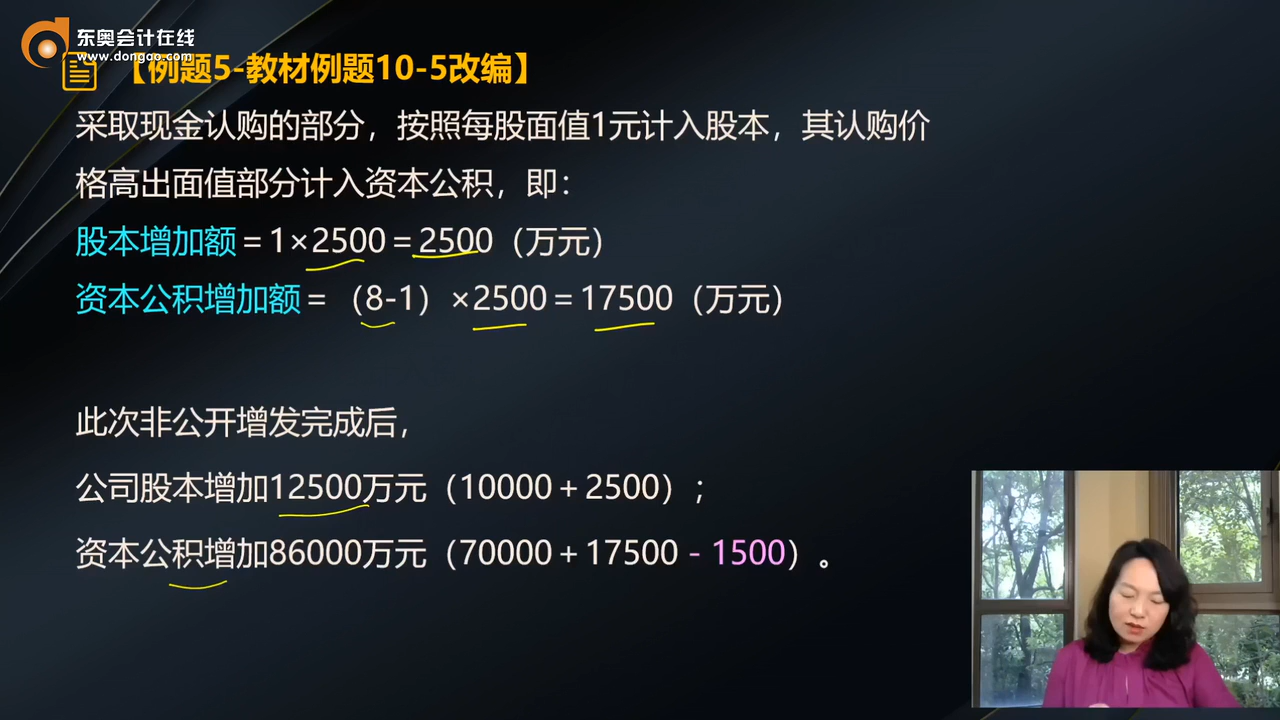 东奥会计在线
www.dongao.com
【例题5-教材例题10-5改编】
采取现金认购的部分，按照每股面值1元计入股本，其认购价
格高出面值部分计入资本公积，即：
股本增加额＝1×2500＝2500（万元）
资本公积增加额＝（8-1）×2500＝17500（万元）
此次非公开增发完成后，
公司股本增加12500万元（10000＋2500）；
资本公积增加86000万元（70000＋17500－1500）。